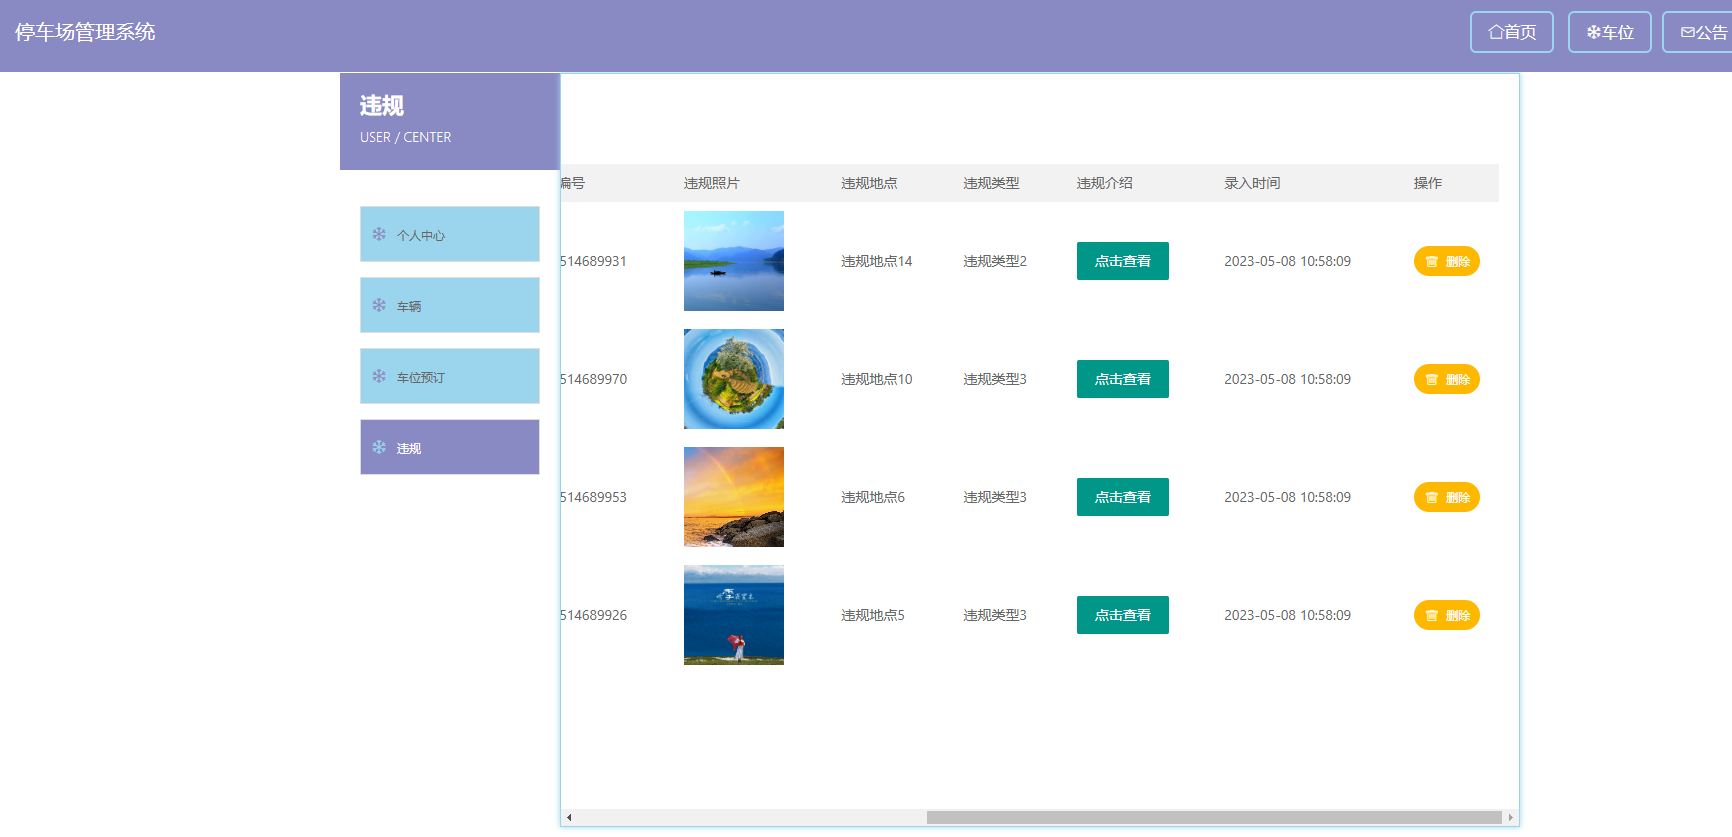 停车场管理系统
首页
车位
公告
违规
USER / CENTER
个人中心
车辆
车位预订
违规
编号 违规照片 违规地点 违规类型 违规介绍 录入时间 操作
514689931 违规地点14 违规类型2 点击查看 2023-05-08 10:58:09 删除
514689970 违规地点10 违规类型3 点击查看 2023-05-08 10:58:09 删除
514689953 违规地点6 违规类型3 点击查看 2023-05-08 10:58:09 删除
514689926 违规地点5 违规类型3 点击查看 2023-05-08 10:58:09 删除